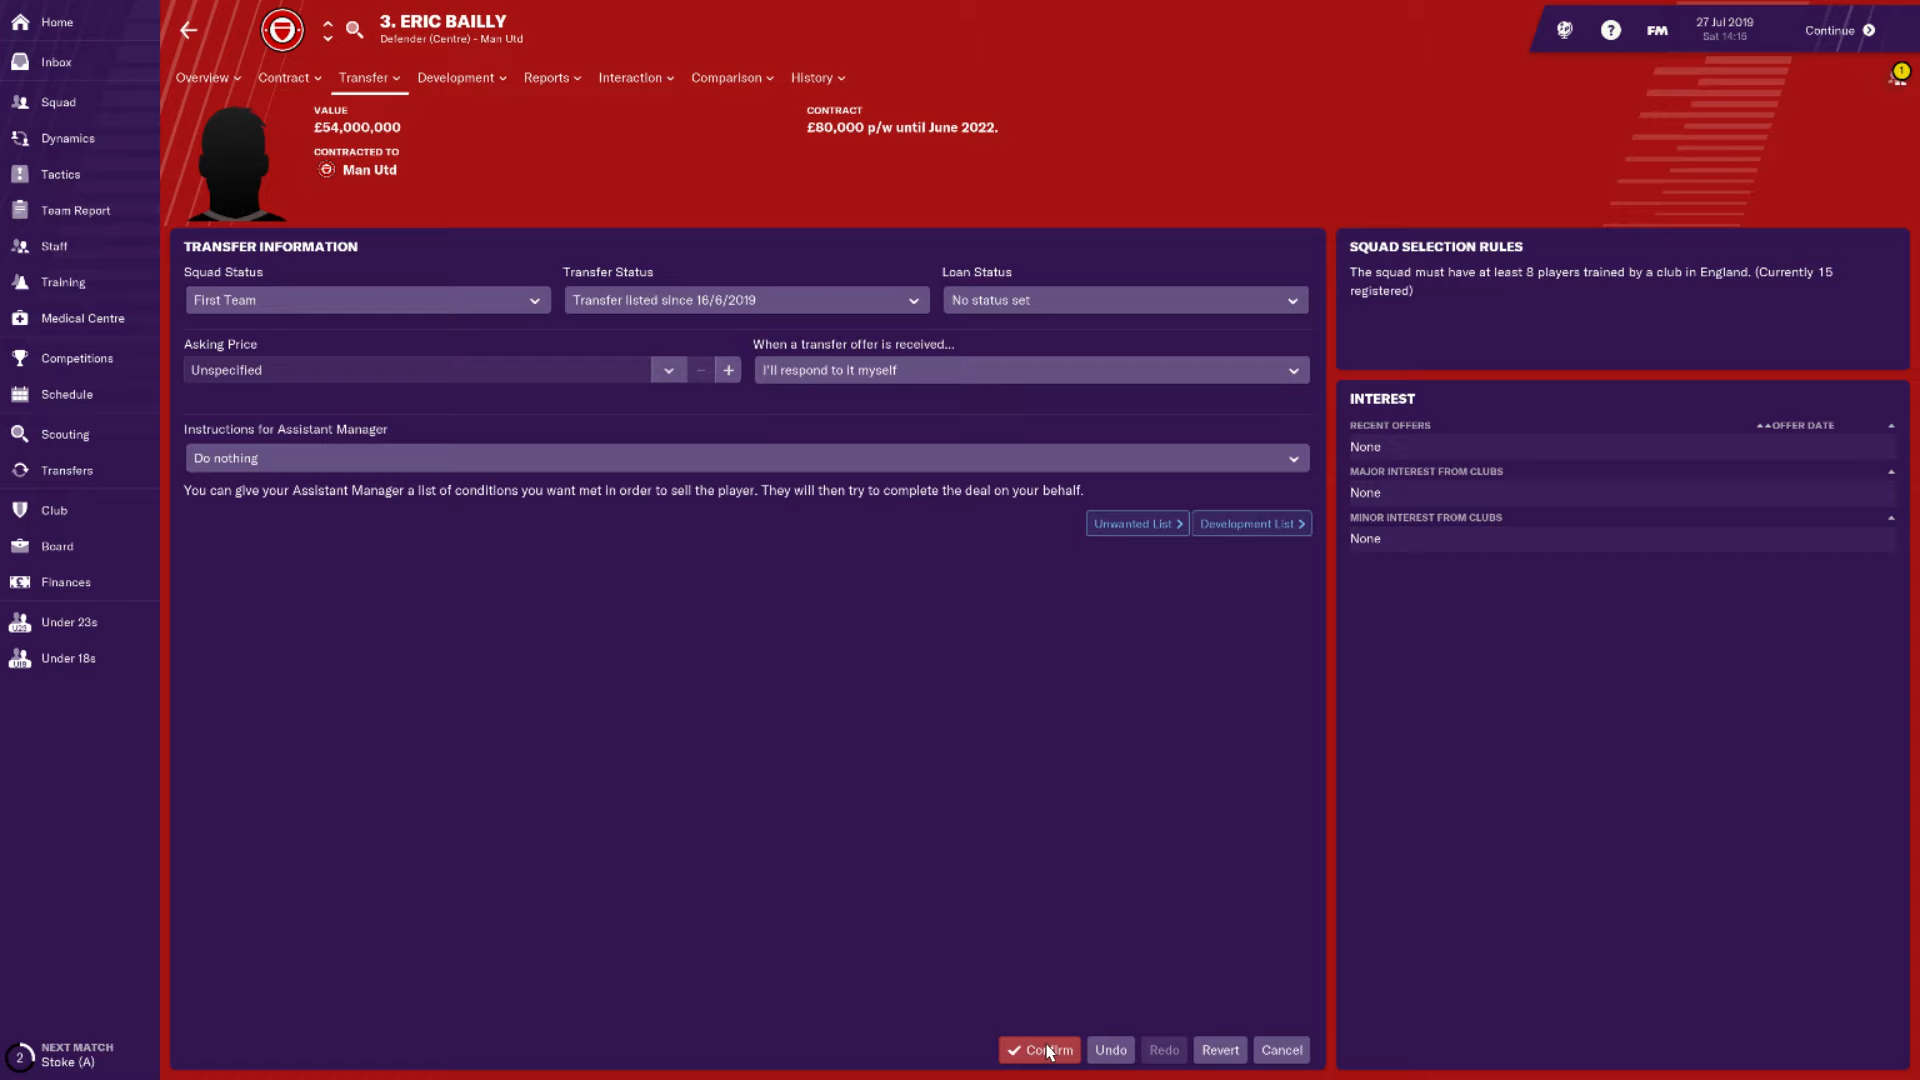 Home
Inbox
Squad
Dynamics
Tactics
Team Report
Staff
Training
Medical Centre
Competitions
Schedule
Scouting
Transfers
Club
Board
Finances
Under 23s
Under 18s
2
NEXT MATCH
Stoke (A)
3. ERIC BAILLY
Defender (Centre) - Man Utd
FM
27 Jul 2019
Sat 14:15
Continue
1
Overview
Contract
Transfer
Development
Reports
Interaction
Comparison
History
VALUE
£54,000,000
CONTRACTED TO
Man Utd
CONTRACT
£80,000 p/w until June 2022.
TRANSFER INFORMATION
Squad Status
First Team
Transfer Status
Transfer listed since 16/6/2019
Loan Status
No status set
Asking Price
Unspecified
When a transfer offer is received...
I'll respond to it myself
Instructions for Assistant Manager
Do nothing
You can give your Assistant Manager a list of conditions you want met in order to sell the player. They will then try to complete the deal on your behalf.
Unwanted List
Development List
Confirm
Undo
Redo
Revert
Cancel
SQUAD SELECTION RULES
The squad must have at least 8 players trained by a club in England. (Currently 15
registered)
INTEREST
RECENT OFFERS
OFFER DATE
None
MAJOR INTEREST FROM CLUBS
None
MINOR INTEREST FROM CLUBS
None